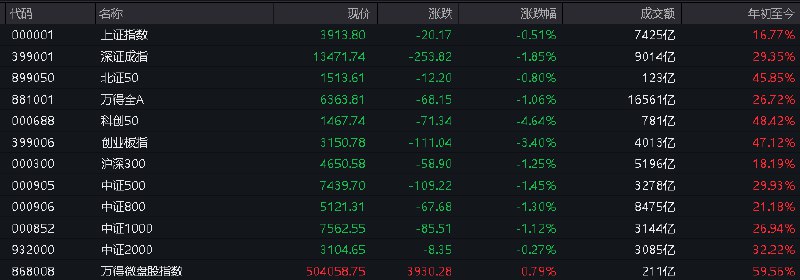 代码 名称 现价 涨跌 涨跌幅 成交额 年初至今
000001 上证指数 3913.80 -20.17 -0.51% 7425亿 16.77%
399001 深证成指 13471.74 -253.82 -1.85% 9014亿 29.35%
899050 北证50 1513.61 -12.20 -0.80% 123亿 45.85%
881001 万得全A 6363.81 -68.15 -1.06% 16561亿 26.72%
000688 科创50 1467.74 -71.34 -4.64% 781亿 48.42%
399006 创业板指 3150.78 -111.04 -3.40% 4013亿 47.12%
000300 沪深300 4650.58 -58.90 -1.25% 5196亿 18.19%
000905 中证500 7439.70 -109.22 -1.45% 3278亿 29.93%
000906 中证800 5121.31 -67.68 -1.30% 8475亿 21.18%
000852 中证1000 7562.55 -85.51 -1.12% 3144亿 26.94%
932000 中证2000 3104.65 -8.35 -0.27% 3085亿 32.22%
868008 万得微盘股指数 504058.75 3930.28 0.79% 211亿 59.56%